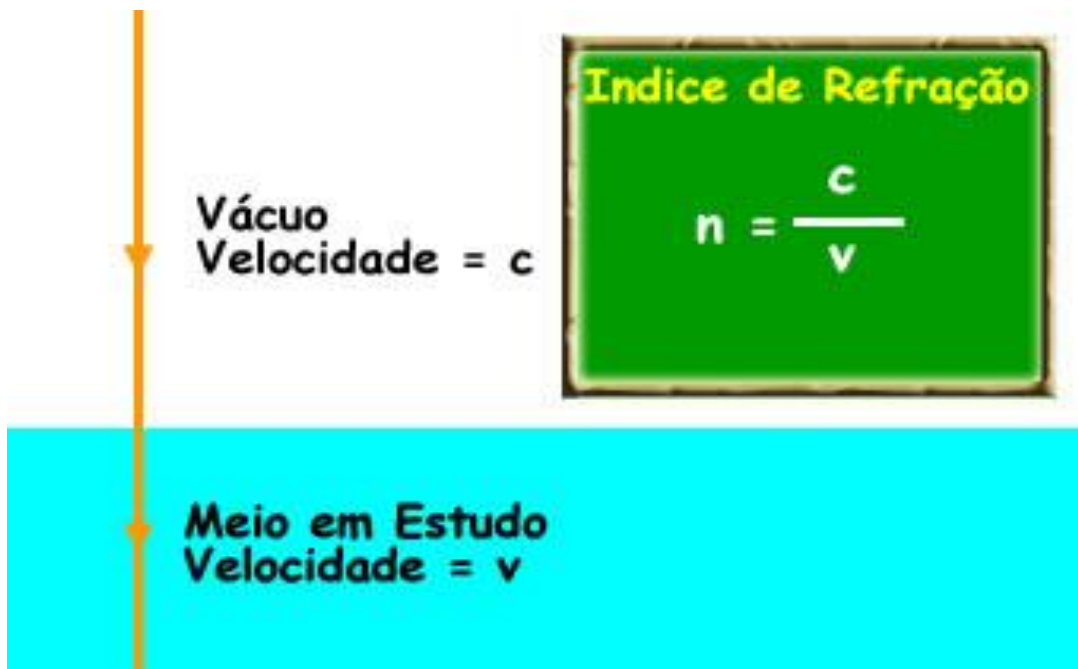 Indice de Refração
n = c
v
Vácuo
Velocidade = c
Meio em Estudo
Velocidade = v